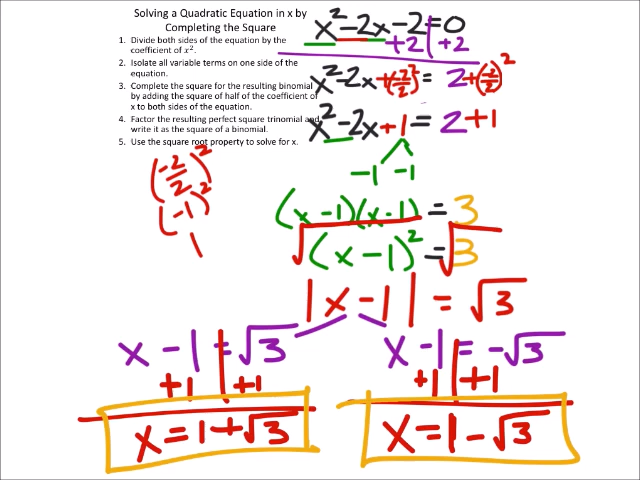 Solving a Quadratic Equation in x by
Completing the Square
1. Divide both sides of the equation by the
coefficient of x².
2. Isolate all variable terms on one side of the
equation.
3. Complete the square for the resulting binomial
by adding the square of half of the coefficient of
x to both sides of the equation.
4. Factor the resulting perfect square trinomial and
write it as the square of a binomial.
5. Use the square root property to solve for x.
x²-2x-2=0
+2 | +2
x²-2x+(-2/2)² = 2+(-2/2)²
x²-2x+1 = 2+1
-1 -1
(-2/2)²
(-1)²
1
(x-1)(x-1) = 3
√(x-1)² = √3
|x-1| = √3
x-1 = √3
+1 | +1
x = 1+√3
x-1 = -√3
+1 | +1
x = 1-√3